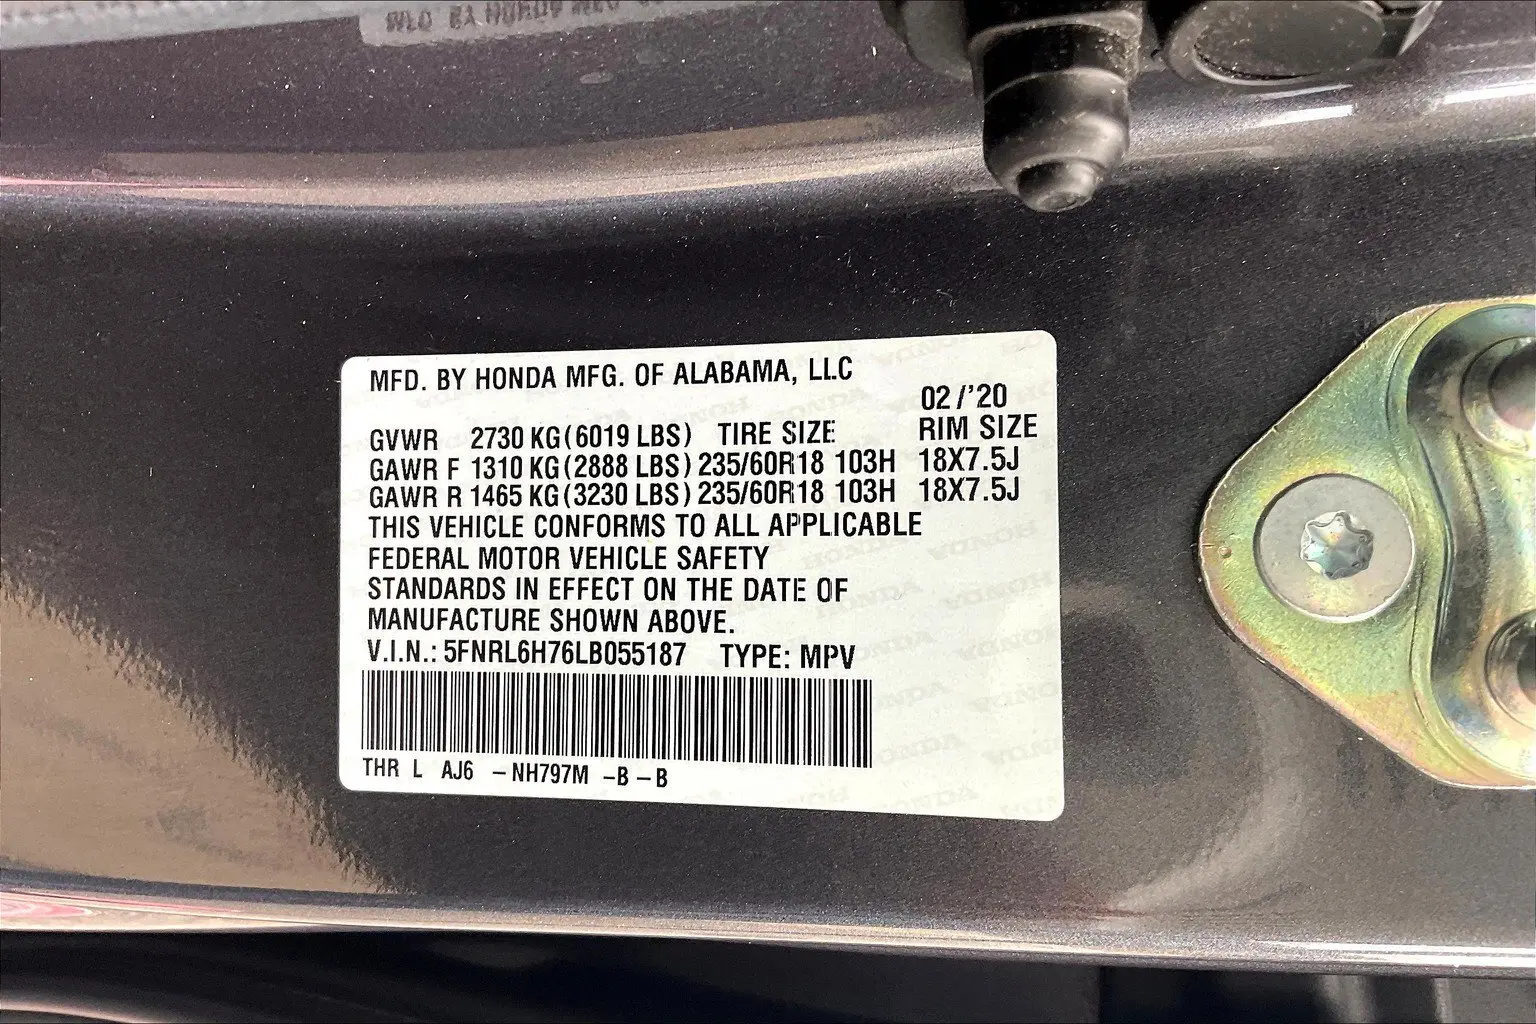 MFD. BY HONDA MFG. OF ALABAMA, LLC
02/'20
GVWR 2730 KG(6019 LBS) TIRE SIZE RIM SIZE
GAWR F 1310 KG(2888 LBS) 235/60R18 103H 18X7.5J
GAWR R 1465 KG(3230 LBS) 235/60R18 103H 18X7.5J
THIS VEHICLE CONFORMS TO ALL APPLICABLE
FEDERAL MOTOR VEHICLE SAFETY
STANDARDS IN EFFECT ON THE DATE OF
MANUFACTURE SHOWN ABOVE.
V.I.N.: 5FNRL6H76LB055187 TYPE: MPV
THR L AJ6 -NH797M -B-B